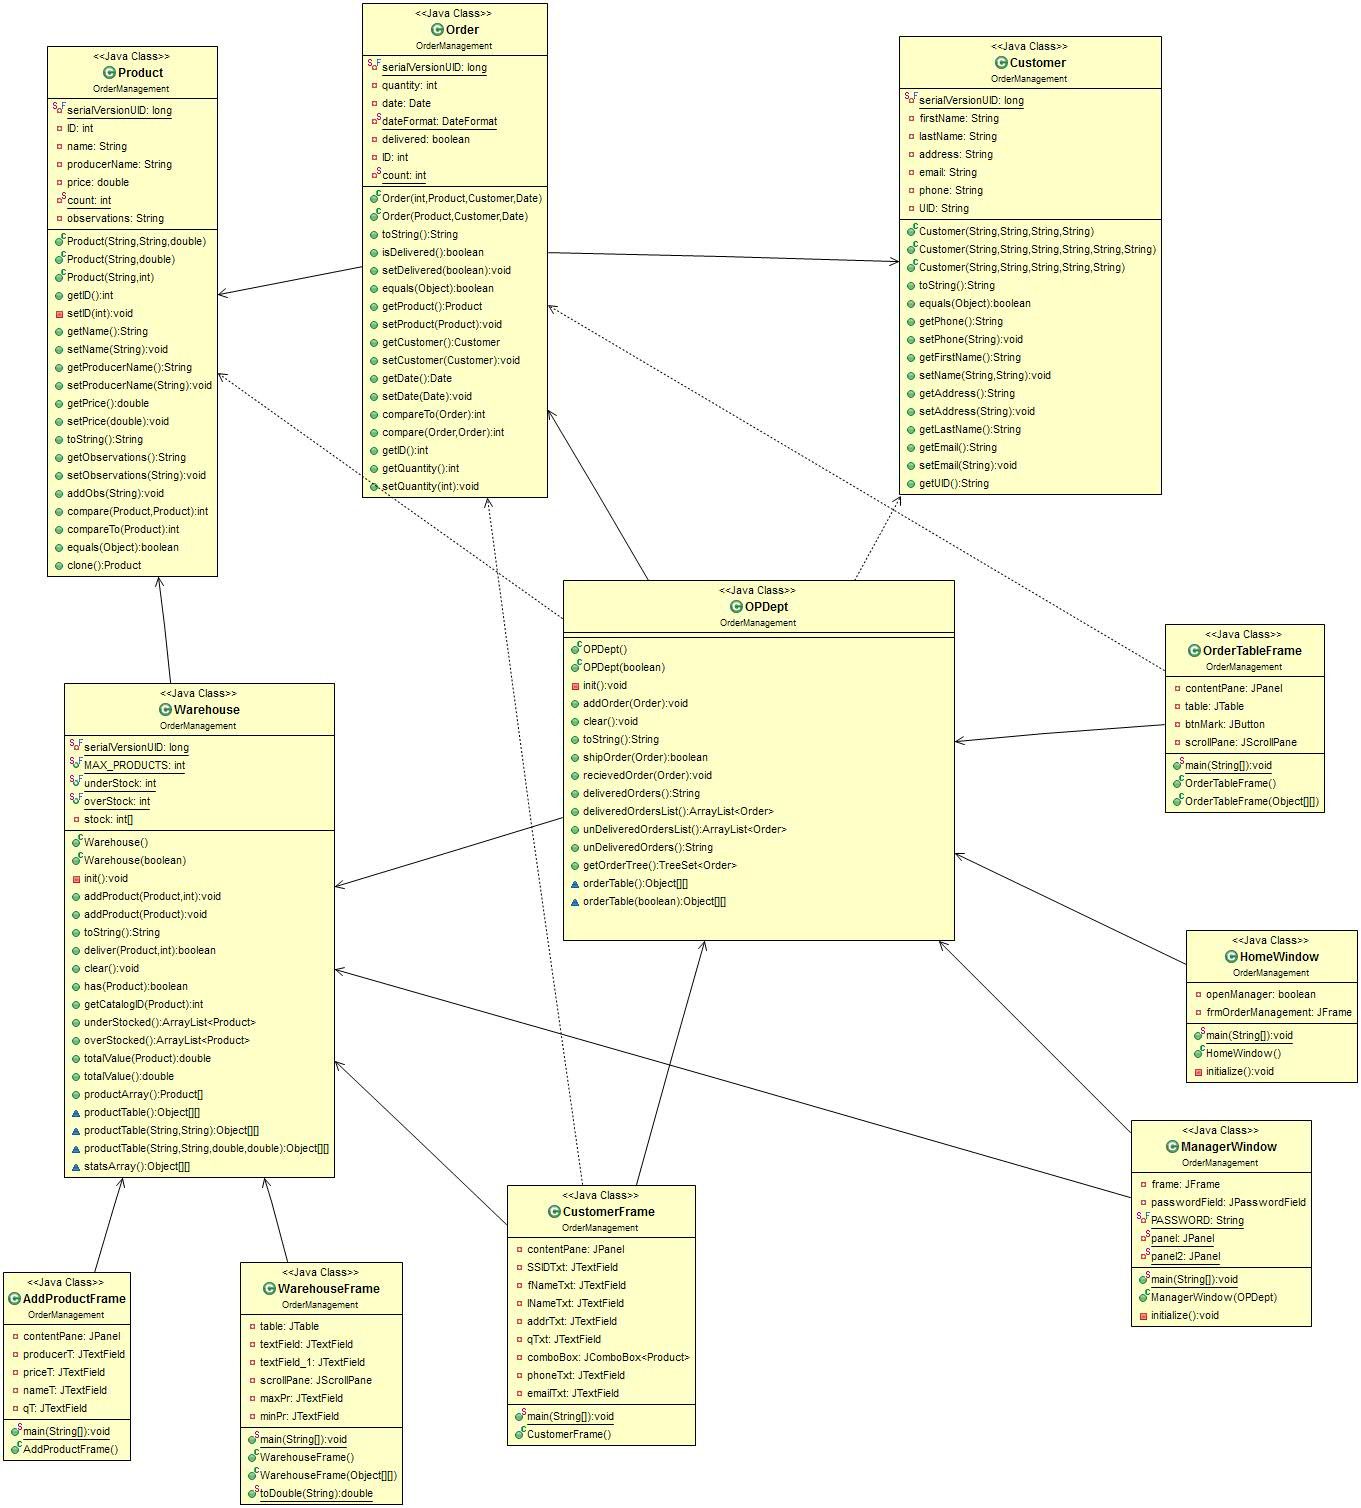 <<Java Class>>
Order
OrderManagement
serialVersionUID: long
quantity: int
date: Date
dateFormat: DateFormat
delivered: boolean
ID: int
count: int
Order(int,Product,Customer,Date)
Order(Product,Customer,Date)
toString():String
isDelivered():boolean
setDelivered(boolean):void
equals(Object):boolean
getProduct():Product
setProduct(Product):void
getCustomer():Customer
setCustomer(Customer):void
getDate():Date
setDate(Date):void
compareTo(Order):int
compare(Order,Order):int
getID():int
getQuantity():int
setQuantity(int):void
<<Java Class>>
Product
OrderManagement
serialVersionUID: long
ID: int
name: String
producerName: String
price: double
count: int
observations: String
Product(String,String,double)
Product(String,double)
Product(String,int)
getID():int
setID(int):void
getName():String
setName(String):void
getProducerName():String
setProducerName(String):void
getPrice():double
setPrice(double):void
toString():String
getObservations():String
setObservations(String):void
addObs(String):void
compare(Product,Product):int
compareTo(Product):int
equals(Object):boolean
clone():Product
<<Java Class>>
Customer
OrderManagement
serialVersionUID: long
firstName: String
lastName: String
address: String
email: String
phone: String
UID: String
Customer(String,String,String,String)
Customer(String,String,String,String,String,String)
Customer(String,String,String,String,String)
toString():String
equals(Object):boolean
getPhone():String
setPhone(String):void
getFirstName():String
setName(String,String):void
getAddress():String
setAddress(String):void
getLastName():String
getEmail():String
setEmail(String):void
getUID():String
<<Java Class>>
OPDept
OrderManagement
OPDept()
OPDept(boolean)
init():void
addOrder(Order):void
clear():void
toString():String
shipOrder(Order):boolean
recievedOrder(Order):void
deliveredOrders():String
deliveredOrdersList():ArrayList<Order>
unDeliveredOrdersList():ArrayList<Order>
unDeliveredOrders():String
getOrderTree():TreeSet<Order>
orderTable():Object[][]
orderTable(boolean):Object[][]
<<Java Class>>
OrderTableFrame
OrderManagement
contentPane: JPanel
table: JTable
btnMark: JButton
scrollPane: JScrollPane
main(String[]):void
OrderTableFrame()
OrderTableFrame(Object[][])
<<Java Class>>
Warehouse
OrderManagement
serialVersionUID: long
MAX_PRODUCTS: int
underStock: int
overStock: int
stock: int[]
Warehouse()
Warehouse(boolean)
init():void
addProduct(Product,int):void
addProduct(Product):void
toString():String
deliver(Product,int):boolean
clear():void
has(Product):boolean
getCatalogID(Product):int
underStocked():ArrayList<Product>
overStocked():ArrayList<Product>
totalValue(Product):double
totalValue():double
productArray():Product[]
productTable():Object[][]
productTable(String,String):Object[][]
productTable(String,String,double,double):Object[][]
statsArray():Object[][]
<<Java Class>>
HomeWindow
OrderManagement
openManager: boolean
frmOrderManagement: JFrame
main(String[]):void
HomeWindow()
initialize():void
<<Java Class>>
ManagerWindow
OrderManagement
frame: JFrame
passwordField: JPasswordField
PASSWORD: String
panel: JPanel
panel2: JPanel
main(String[]):void
ManagerWindow(OPDept)
initialize():void
<<Java Class>>
CustomerFrame
OrderManagement
contentPane: JPanel
SSIDTxt: JTextField
fNameTxt: JTextField
lNameTxt: JTextField
addrTxt: JTextField
qTxt: JTextField
comboBox: JComboBox<Product>
phoneTxt: JTextField
emailTxt: JTextField
main(String[]):void
CustomerFrame()
<<Java Class>>
AddProductFrame
OrderManagement
contentPane: JPanel
producerT: JTextField
priceT: JTextField
nameT: JTextField
qT: JTextField
main(String[]):void
AddProductFrame()
<<Java Class>>
WarehouseFrame
OrderManagement
table: JTable
textField: JTextField
textField_1: JTextField
scrollPane: JScrollPane
maxPr: JTextField
minPr: JTextField
main(String[]):void
WarehouseFrame()
WarehouseFrame(Object[][])
toDouble(String):double